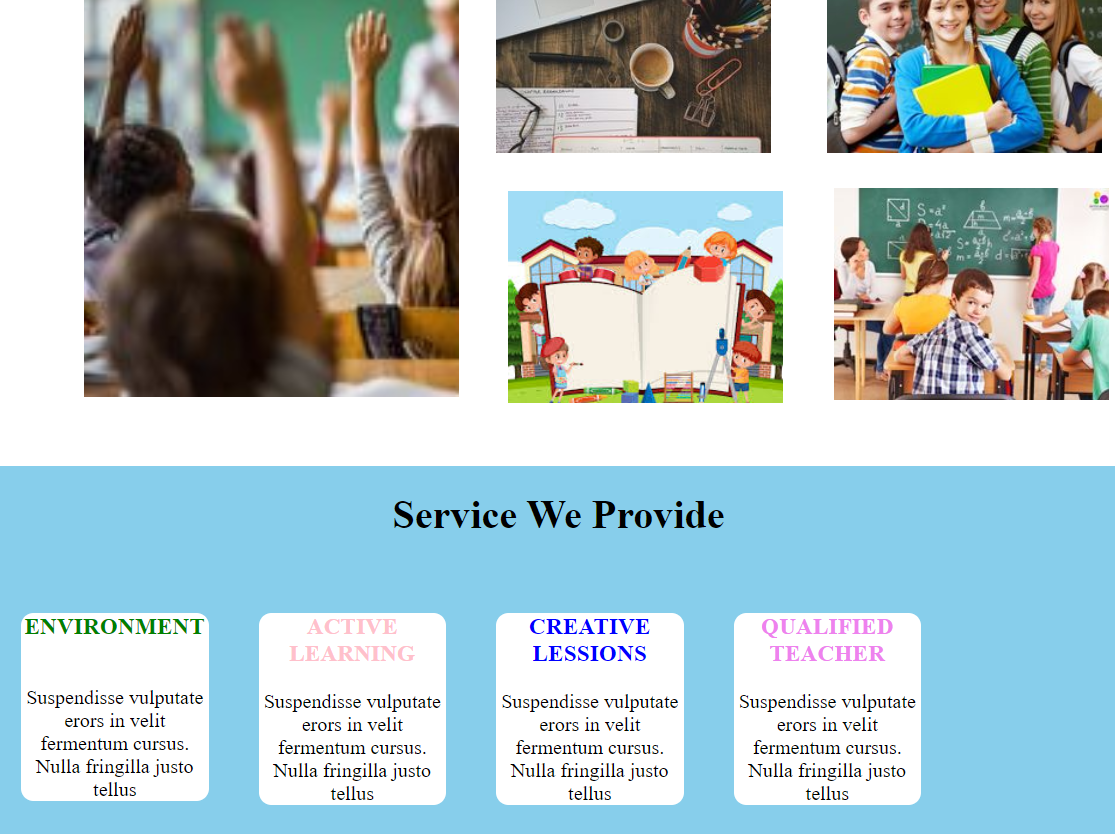 S = a²
Service We Provide
ENVIRONMENT
Suspendisse vulputate
erors in velit
fermentum cursus.
Nulla fringilla justo
tellus
ACTIVE
LEARNING
Suspendisse vulputate
erors in velit
fermentum cursus.
Nulla fringilla justo
tellus
CREATIVE
LESSIONS
Suspendisse vulputate
erors in velit
fermentum cursus.
Nulla fringilla justo
tellus
QUALIFIED
TEACHER
Suspendisse vulputate
erors in velit
fermentum cursus.
Nulla fringilla justo
tellus